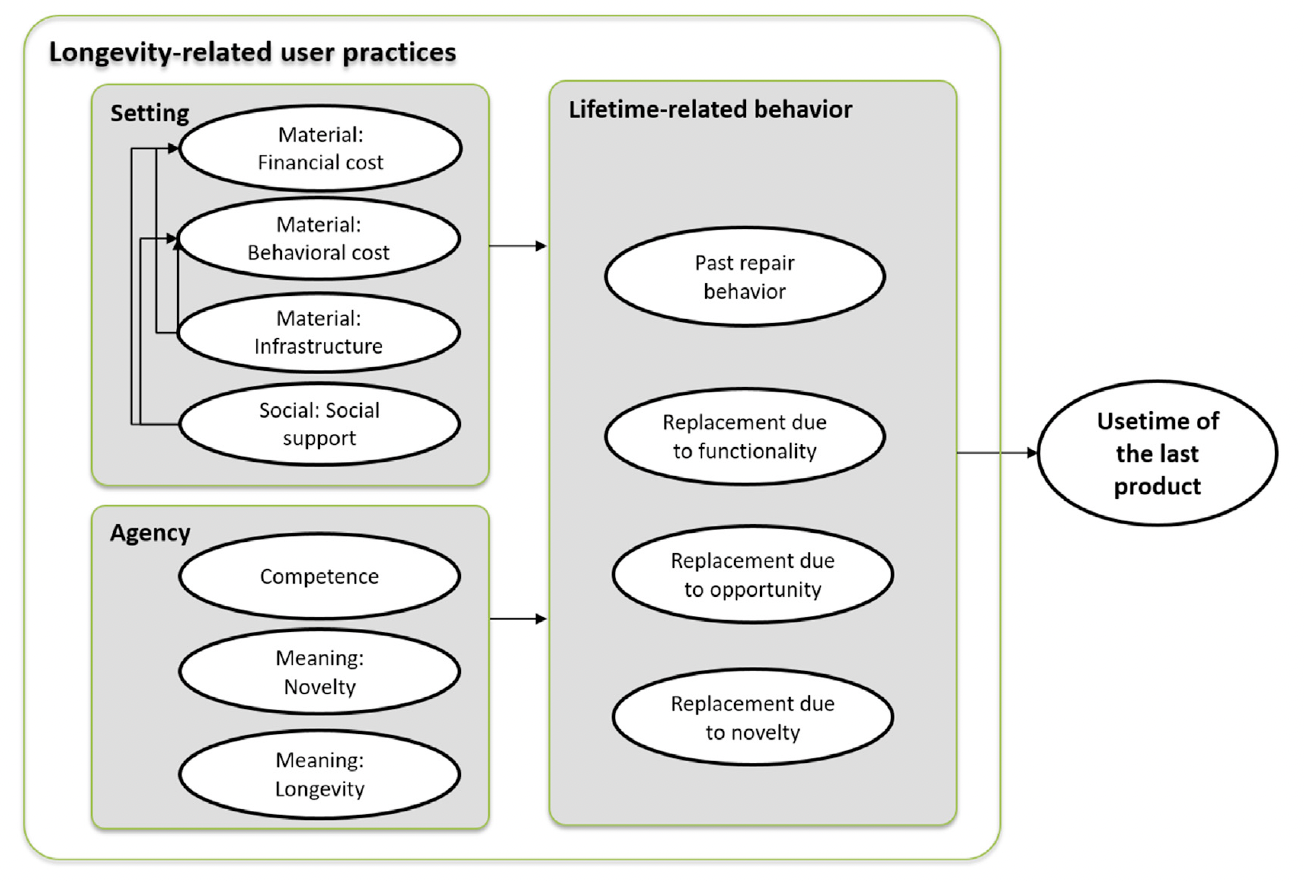 Longevity-related user practices
Setting
Material:
Financial cost
Material:
Behavioral cost
Material:
Infrastructure
Social: Social
support
Agency
Competence
Meaning:
Novelty
Meaning:
Longevity
Lifetime-related behavior
Past repair
behavior
Replacement due
to functionality
Replacement due
to opportunity
Replacement due
to novelty
Usetime of
the last
product